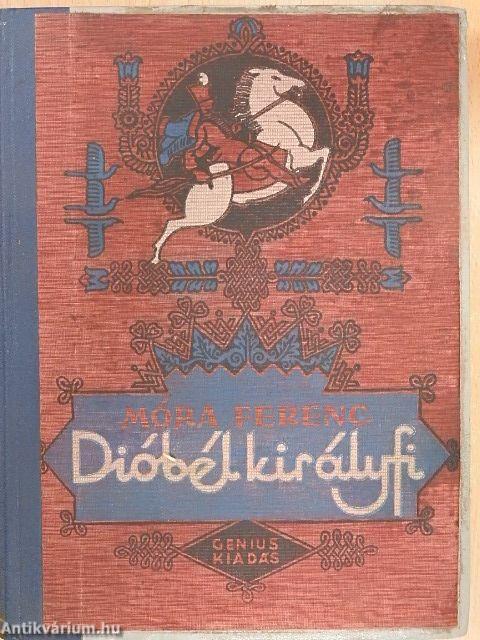 MÓRA FERENC
Dióbél királyfi
GENIUS
KIADÁS
Antikvárium.hu